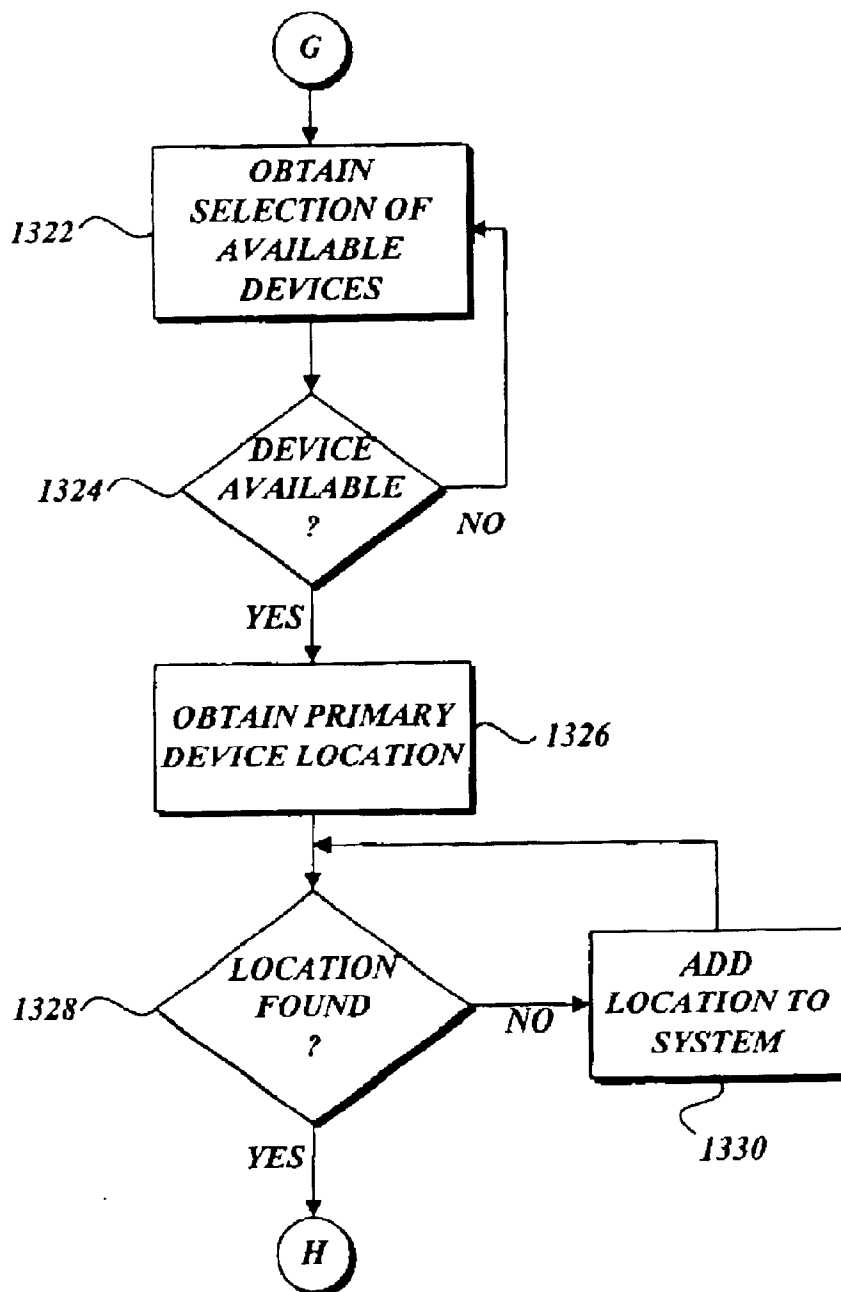 G
OBTAIN
SELECTION OF
AVAILABLE
DEVICES
1322
DEVICE
AVAILABLE
?
1324
NO
YES
OBTAIN PRIMARY
DEVICE LOCATION
1326
LOCATION
FOUND
?
1328
NO
ADD
LOCATION TO
SYSTEM
1330
YES
H